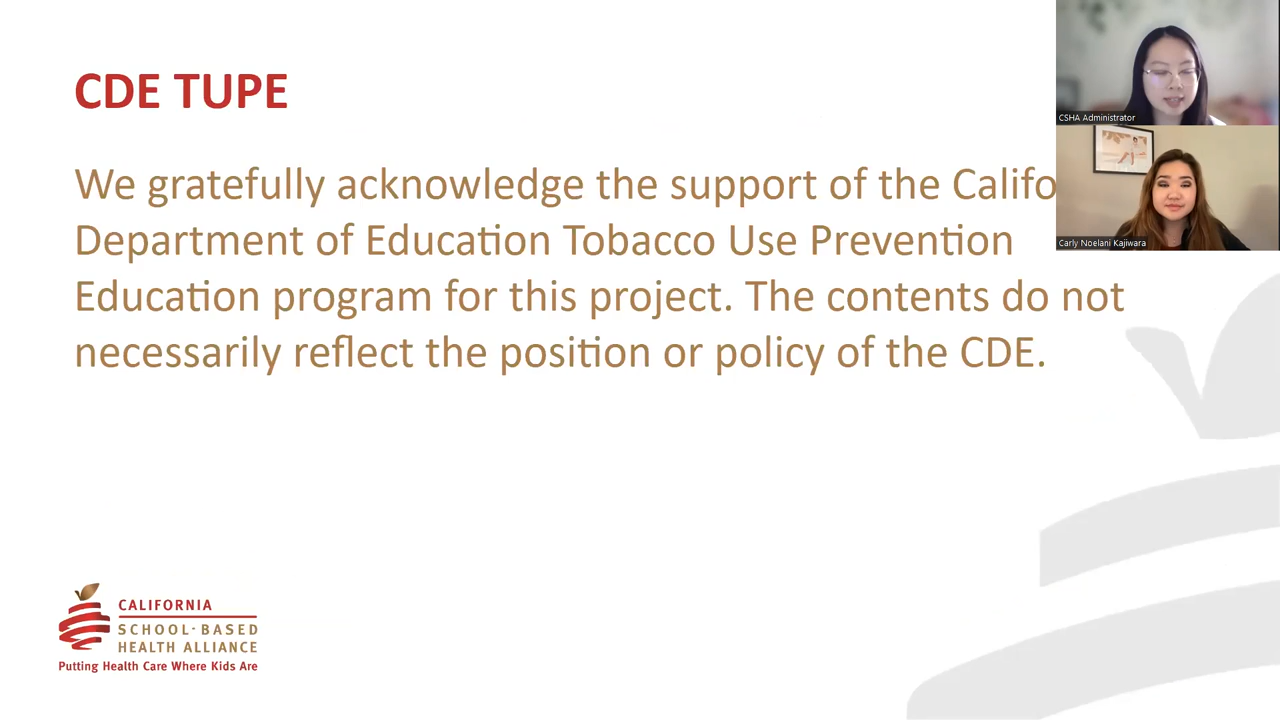 CDE TUPE
We gratefully acknowledge the support of the Califo
Department of Education Tobacco Use Prevention
Education program for this project. The contents do not
necessarily reflect the position or policy of the CDE.
CSHA Administrator
Carly Noelani Kajiwara
CALIFORNIA
SCHOOL·BASED
HEALTH ALLIANCE
Putting Health Care Where Kids Are